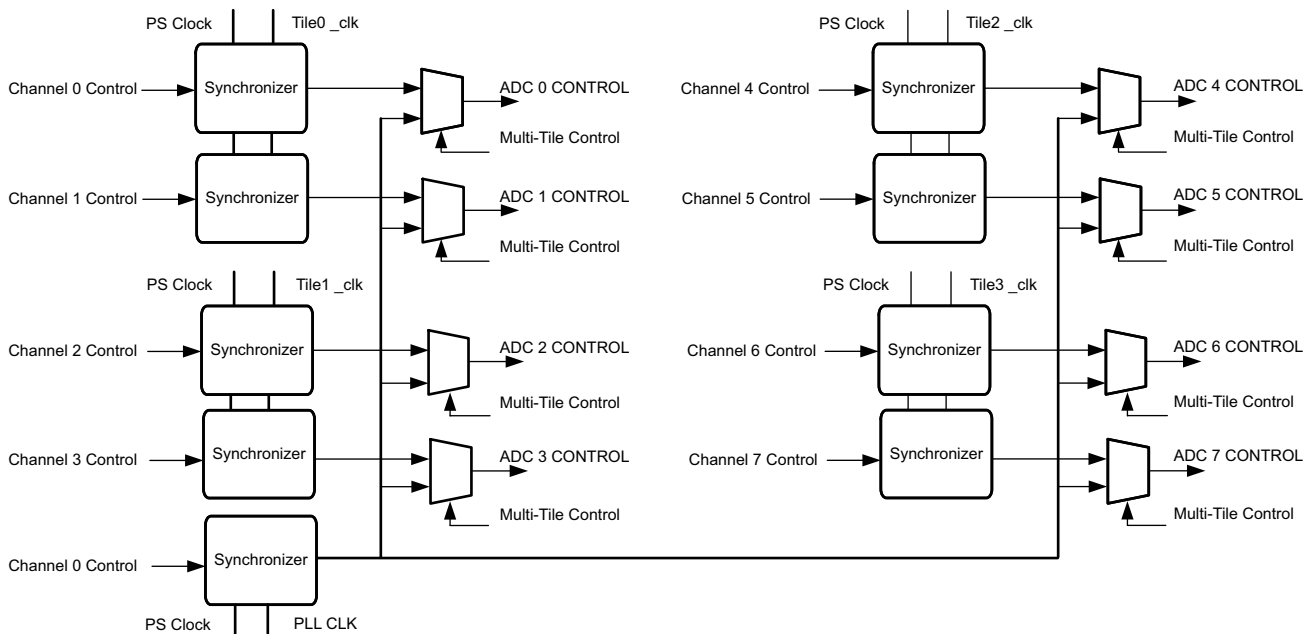 PS Clock
Tile0 _clk
Channel 0 Control
Synchronizer
ADC 0 CONTROL
Multi-Tile Control
Channel 1 Control
Synchronizer
ADC 1 CONTROL
Multi-Tile Control
PS Clock
Tile1 _clk
Channel 2 Control
Synchronizer
ADC 2 CONTROL
Multi-Tile Control
Channel 3 Control
Synchronizer
ADC 3 CONTROL
Multi-Tile Control
Channel 0 Control
Synchronizer
PS Clock
PLL CLK
PS Clock
Tile2 _clk
Channel 4 Control
Synchronizer
ADC 4 CONTROL
Multi-Tile Control
Channel 5 Control
Synchronizer
ADC 5 CONTROL
Multi-Tile Control
PS Clock
Tile3 _clk
Channel 6 Control
Synchronizer
ADC 6 CONTROL
Multi-Tile Control
Channel 7 Control
Synchronizer
ADC 7 CONTROL
Multi-Tile Control